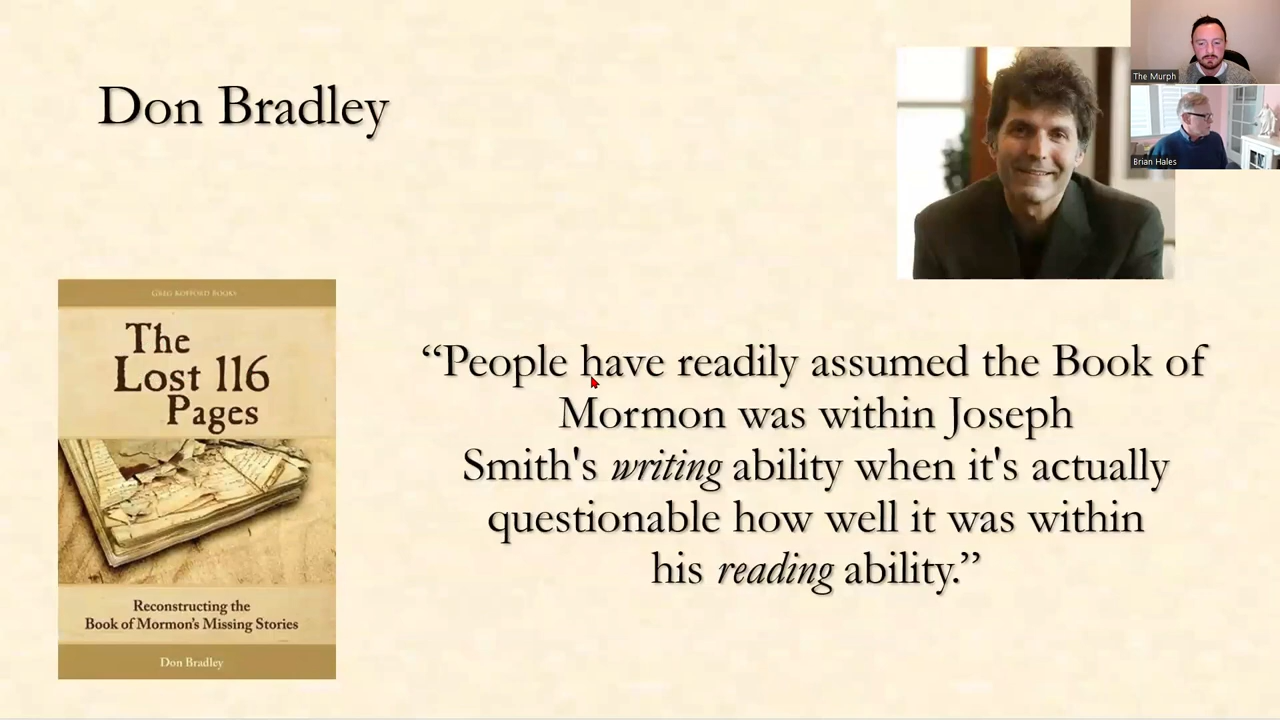 Don Bradley
The Murph
Brian Hales
GREG KOFFORD BOOKS
The
Lost 116
Pages
Reconstructing the
Book of Mormon's Missing Stories
Don Bradley
“People have readily assumed the Book of
Mormon was within Joseph
Smith's writing ability when it's actually
questionable how well it was within
his reading ability.”